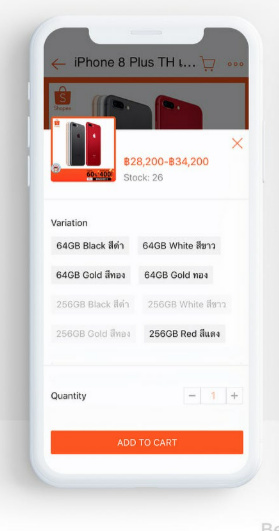 iPhone 8 Plus TH เ...
Shopee
฿28,200-฿34,200
Stock: 26
Variation
64GB Black สีดำ 64GB White สีขาว
64GB Gold สีทอง 64GB Gold ทอง
256GB Black สีดำ 256GB White สีขาว
256GB Gold สีทอง 256GB Red สีแดง
Quantity
- 1 +
ADD TO CART